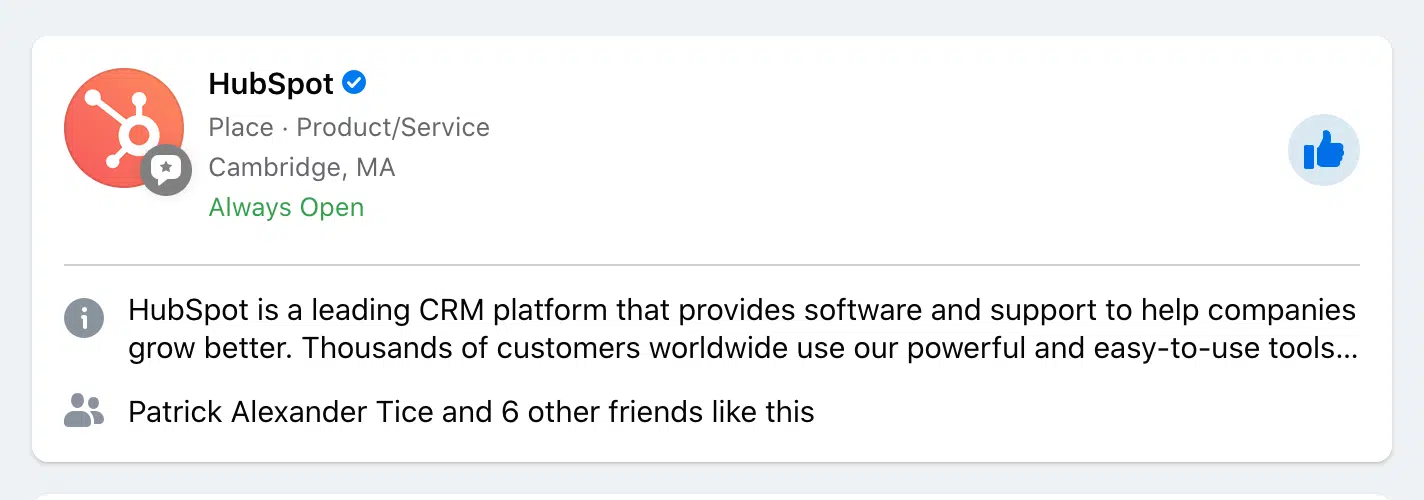 HubSpot
Place · Product/Service
Cambridge, MA
Always Open
HubSpot is a leading CRM platform that provides software and support to help companies
grow better. Thousands of customers worldwide use our powerful and easy-to-use tools...
Patrick Alexander Tice and 6 other friends like this